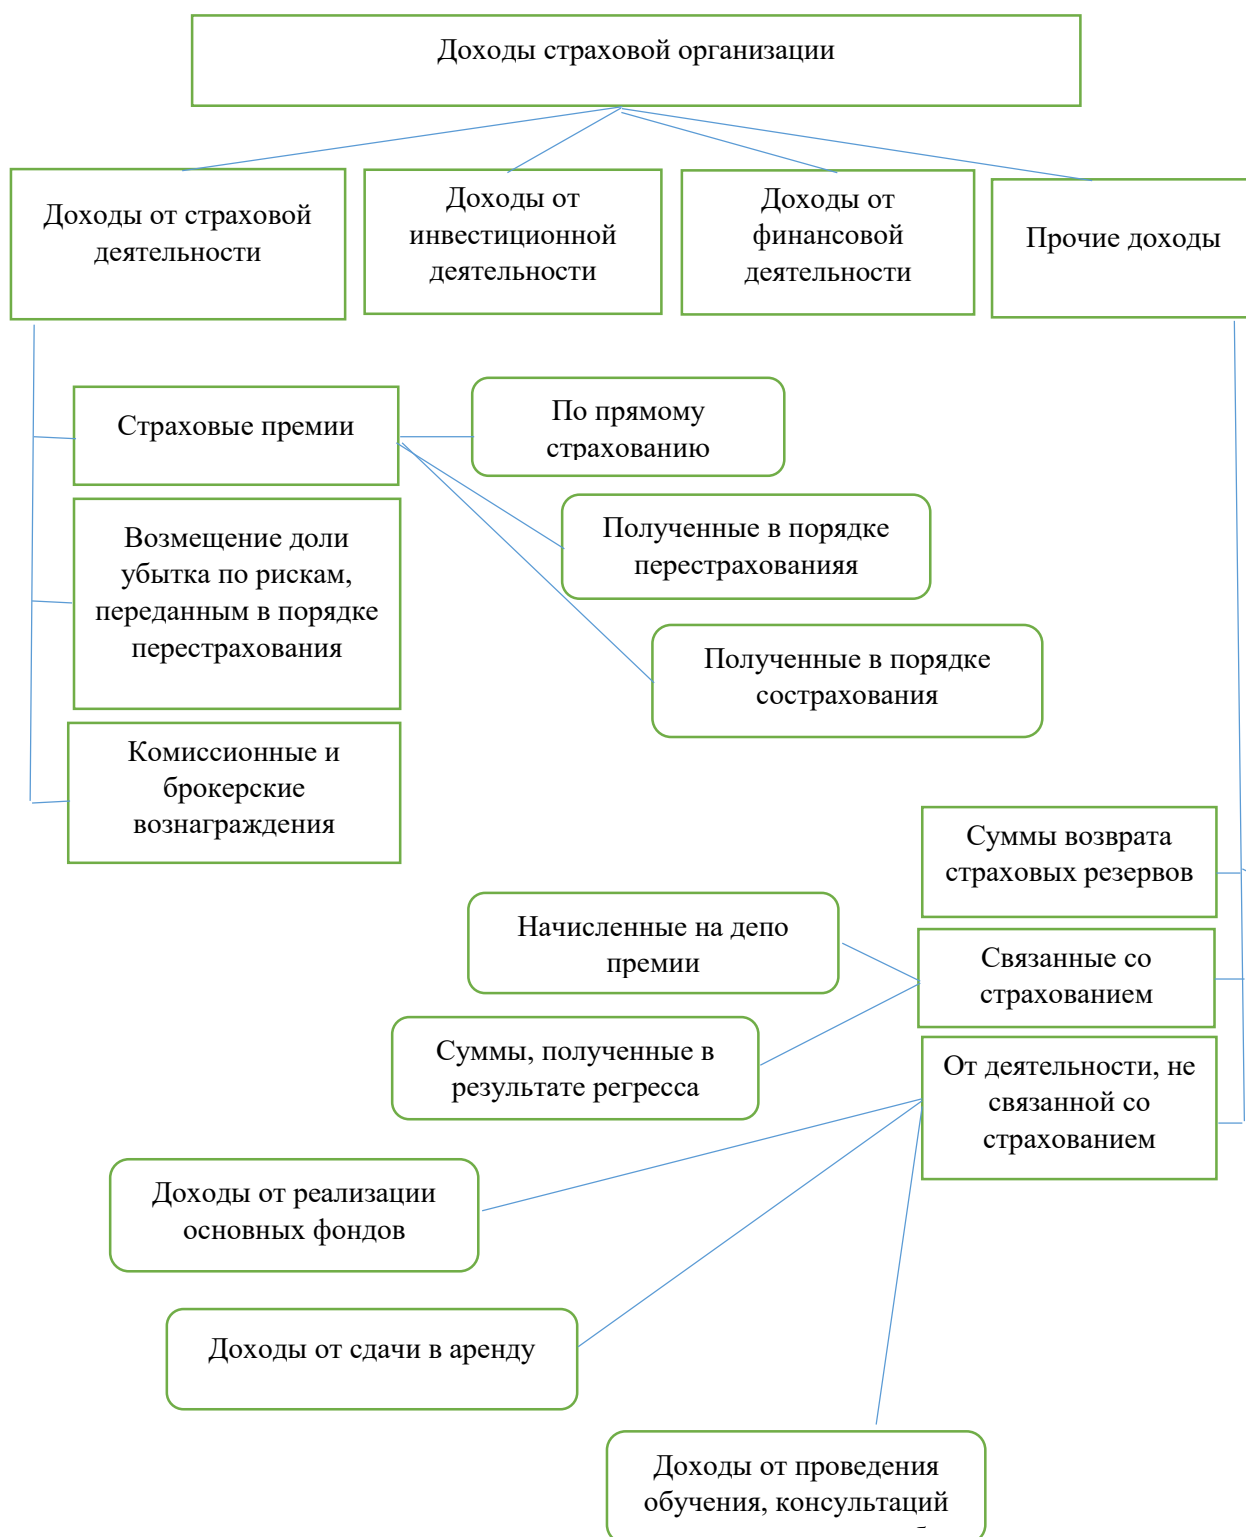 Доходы страховой организации
Доходы от страховой
деятельности
Доходы от
инвестиционной
деятельности
Доходы от
финансовой
деятельности
Прочие доходы
Страховые премии
По прямому
страхованию
Возмещение доли
убытка по рискам,
переданным в порядке
перестрахования
Полученные в порядке
перестрахованияя
Полученные в порядке
сострахования
Комиссионные и
брокерские
вознаграждения
Суммы возврата
страховых резервов
Начисленные на депо
премии
Связанные со
страхованием
Суммы, полученные в
результате регресса
От деятельности, не
связанной со
страхованием
Доходы от реализации
основных фондов
Доходы от сдачи в аренду
Доходы от проведения
обучения, консультаций